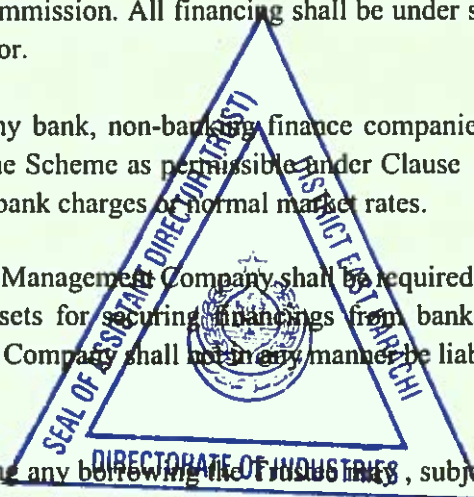 mmission. All financing shall be under s
or.
ny bank, non-banking finance companie
ne Scheme as permissible under Clause
bank charges or normal market rates.
Management Company shall be required
sets for securing financings from bank
Company shall not in any manner be liab
ng any borrowing the Trustee may, subj
SEAL OF ASSISTANT DIRECTOR (TRUST)
DISTRICT EAST KARACHI
DIRECTORATE OF INDUSTRIES